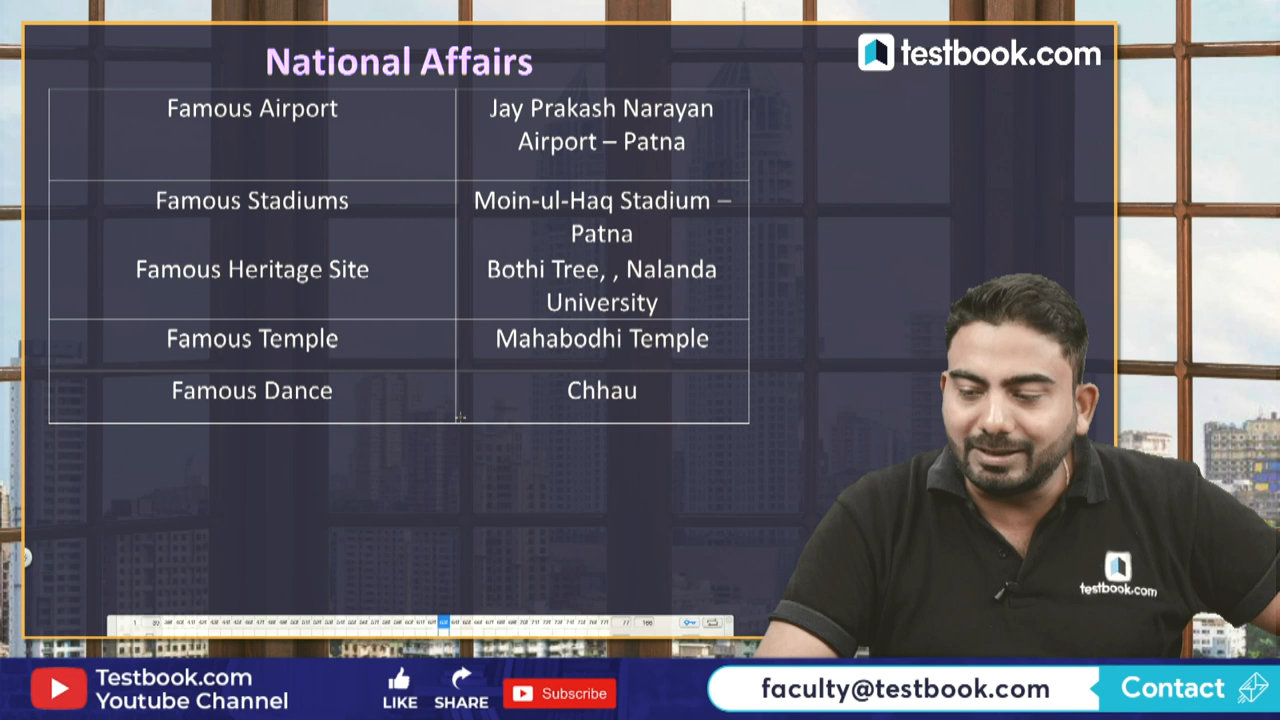 National Affairs
testbook.com
Famous Airport
Jay Prakash Narayan
Airport – Patna
Famous Stadiums
Moin-ul-Haq Stadium –
Patna
Famous Heritage Site
Bothi Tree, , Nalanda
University
Famous Temple
Mahabodhi Temple
Famous Dance
Chhau
testbook.com
Testbook.com
Youtube Channel
LIKE
SHARE
Subscribe
faculty@testbook.com
Contact